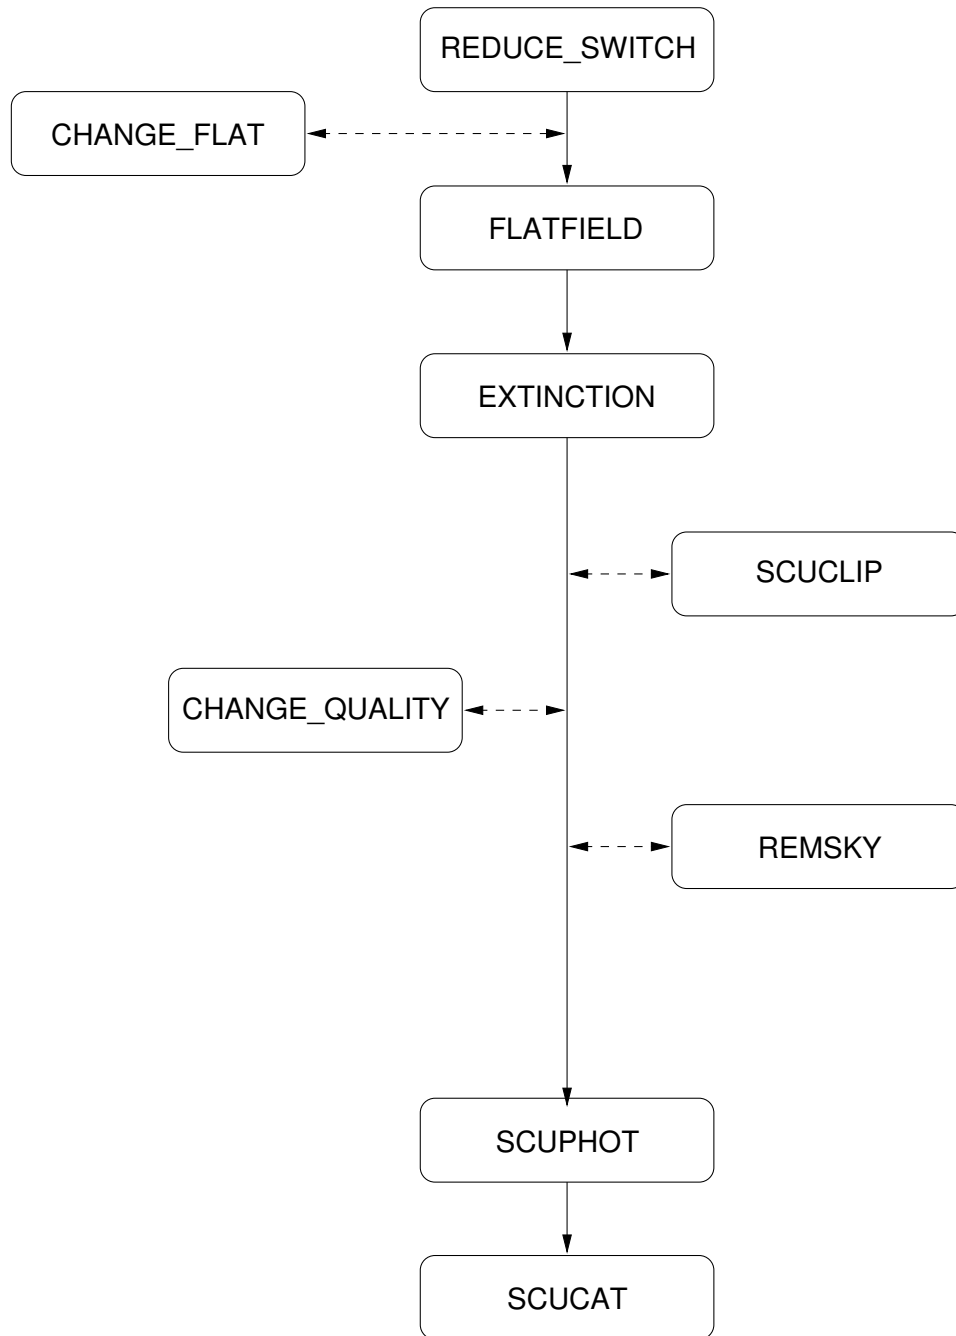 REDUCE_SWITCH
CHANGE_FLAT
FLATFIELD
EXTINCTION
SCUCLIP
CHANGE_QUALITY
REMSKY
SCUPHOT
SCUCAT